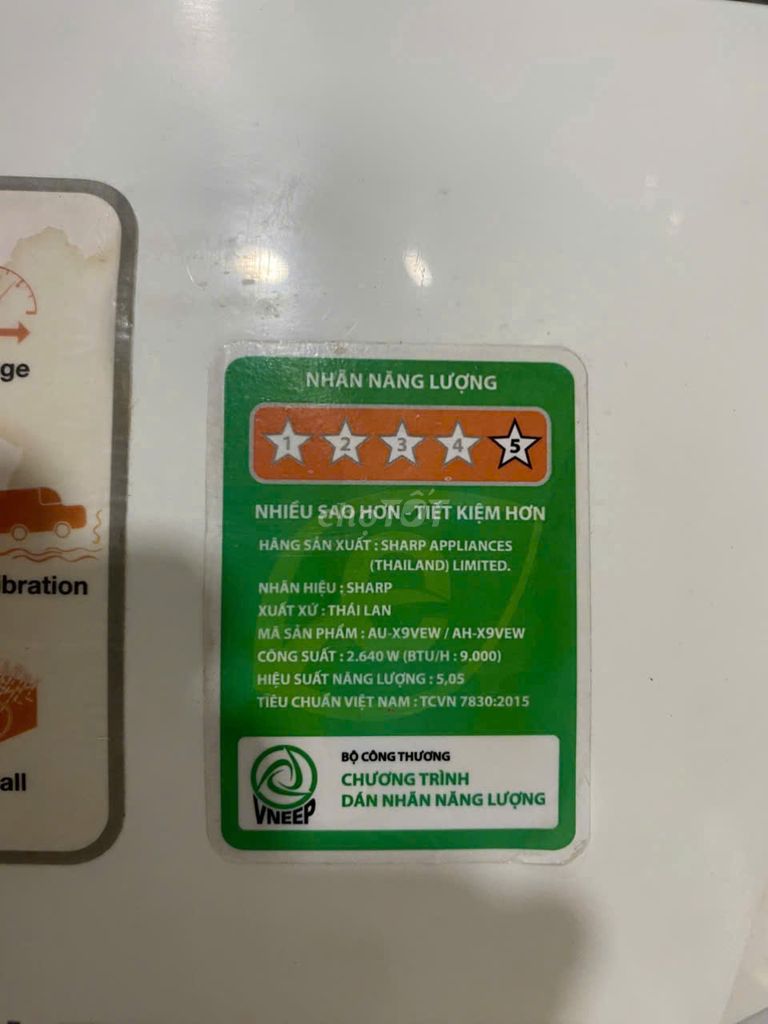 NHÃN NĂNG LƯỢNG
1 2 3 4 5
NHIỀU SAO HƠN - TIẾT KIỆM HƠN
chợTỐT
HÃNG SẢN XUẤT : SHARP APPLIANCES
(THAILAND) LIMITED.
NHÃN HIỆU : SHARP
XUẤT XỨ : THÁI LAN
MÃ SẢN PHẨM : AU-X9VEW / AH-X9VEW
CÔNG SUẤT : 2.640 W (BTU/H : 9.000)
HIỆU SUẤT NĂNG LƯỢNG : 5,05
TIÊU CHUẨN VIỆT NAM : TCVN 7830:2015
VNEEP
BỘ CÔNG THƯƠNG
CHƯƠNG TRÌNH
DÁN NHÃN NĂNG LƯỢNG
ge
ibration
all